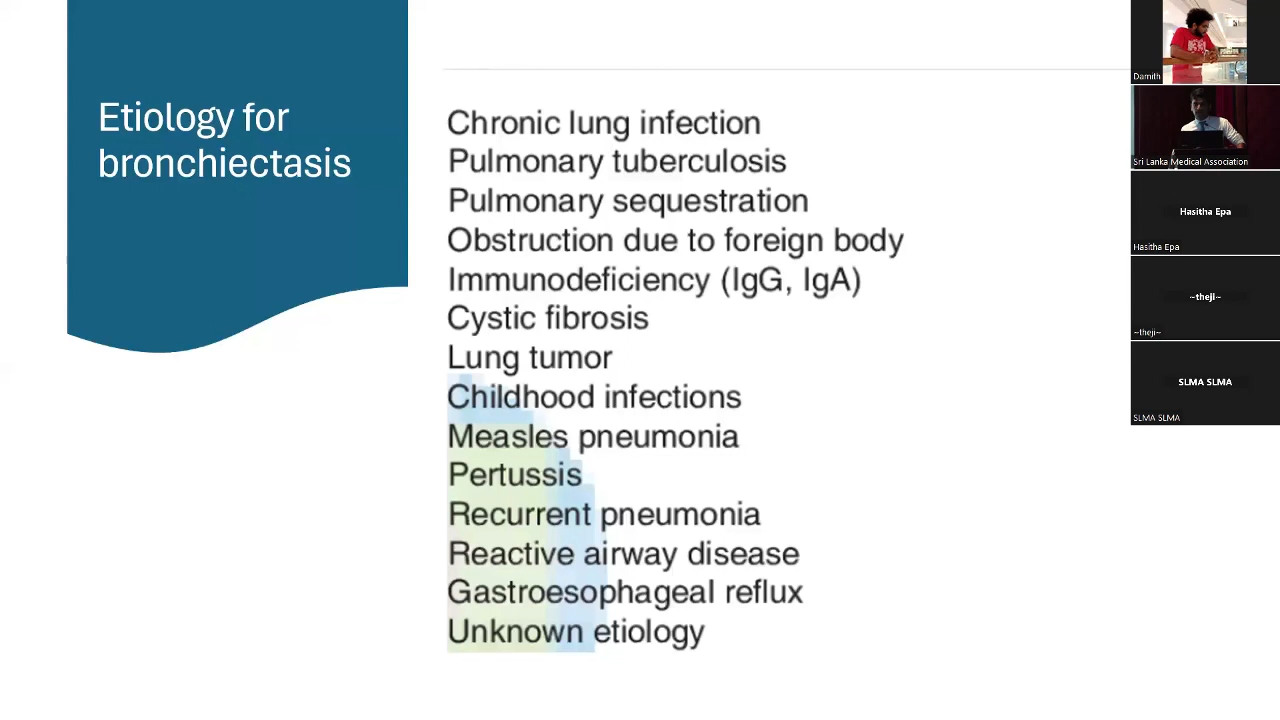 Etiology for
bronchiectasis
Chronic lung infection
Pulmonary tuberculosis
Pulmonary sequestration
Obstruction due to foreign body
Immunodeficiency (IgG, IgA)
Cystic fibrosis
Lung tumor
Childhood infections
Measles pneumonia
Pertussis
Recurrent pneumonia
Reactive airway disease
Gastroesophageal reflux
Unknown etiology
Damith
Sri Lanka Medical Association
Hasitha Epa
Hasitha Epa
~theji~
~theji~
SLMA SLMA
SLMA SLMA